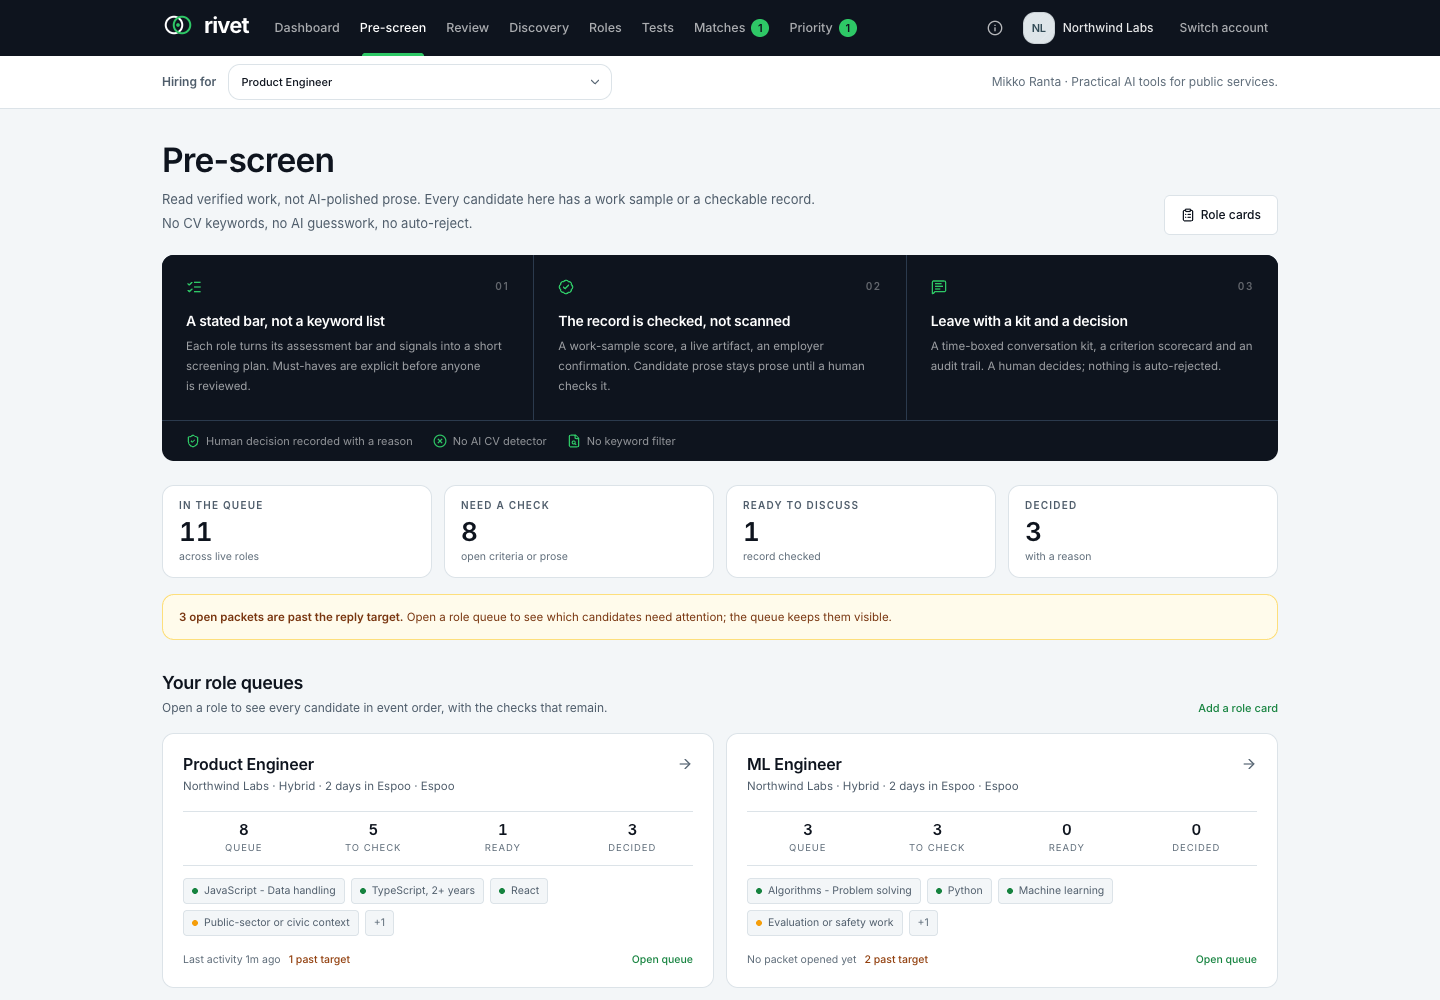 rivet
Dashboard
Pre-screen
Review
Discovery
Roles
Tests
Matches 1
Priority 1
NL
Northwind Labs
Switch account
Hiring for
Product Engineer
Mikko Ranta · Practical AI tools for public services.
Pre-screen
Read verified work, not AI-polished prose. Every candidate here has a work sample or a checkable record.
No CV keywords, no AI guesswork, no auto-reject.
Role cards
01
A stated bar, not a keyword list
Each role turns its assessment bar and signals into a short
screening plan. Must-haves are explicit before anyone
is reviewed.
02
The record is checked, not scanned
A work-sample score, a live artifact, an employer
confirmation. Candidate prose stays prose until a human
checks it.
03
Leave with a kit and a decision
A time-boxed conversation kit, a criterion scorecard and an
audit trail. A human decides; nothing is auto-rejected.
Human decision recorded with a reason
No AI CV detector
No keyword filter
IN THE QUEUE
11
across live roles
NEED A CHECK
8
open criteria or prose
READY TO DISCUSS
1
record checked
DECIDED
3
with a reason
3 open packets are past the reply target. Open a role queue to see which candidates need attention; the queue keeps them visible.
Your role queues
Open a role to see every candidate in event order, with the checks that remain.
Add a role card
Product Engineer
Northwind Labs · Hybrid · 2 days in Espoo · Espoo
8
QUEUE
5
TO CHECK
1
READY
3
DECIDED
JavaScript - Data handling
TypeScript, 2+ years
React
Public-sector or civic context
+1
Last activity 1m ago
1 past target
Open queue
ML Engineer
Northwind Labs · Hybrid · 2 days in Espoo · Espoo
3
QUEUE
3
TO CHECK
0
READY
0
DECIDED
Algorithms - Problem solving
Python
Machine learning
Evaluation or safety work
+1
No packet opened yet
2 past target
Open queue